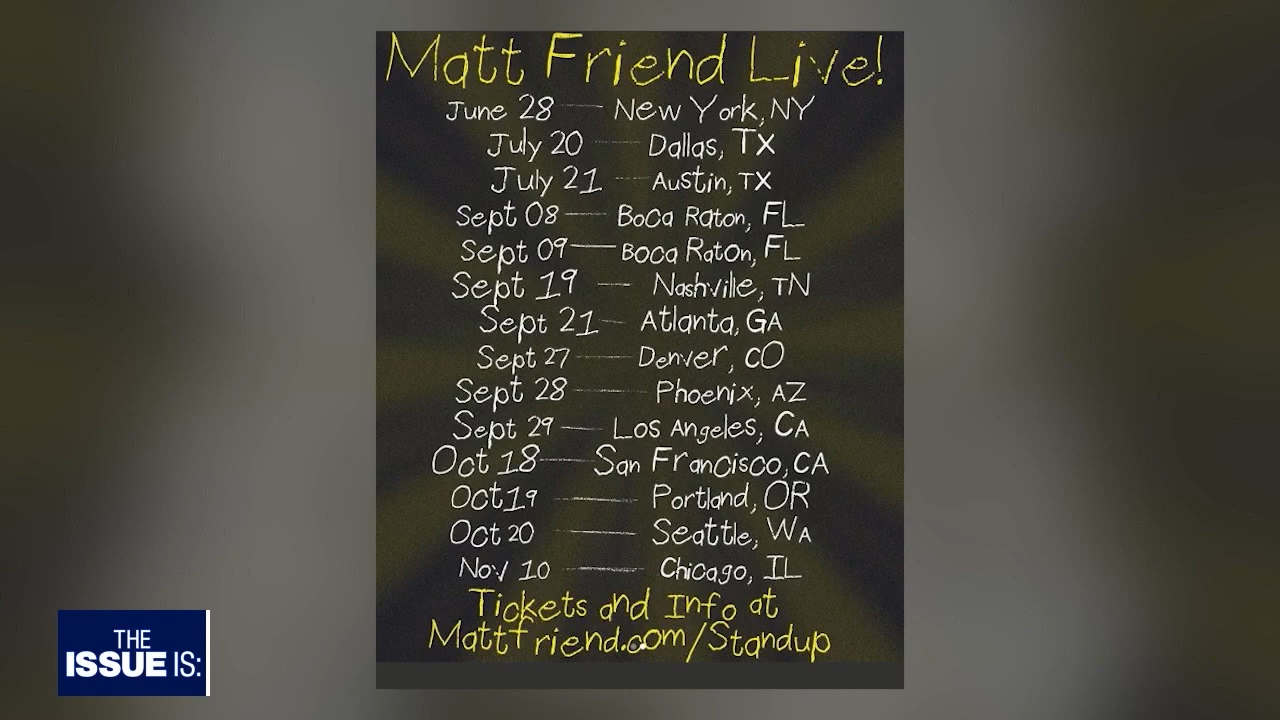 Matt Friend Live!
June 28 — New York, NY
July 20 — Dallas, TX
July 21 — Austin, TX
Sept 08 — Boca Raton, FL
Sept 09 — Boca Raton, FL
Sept 19 — Nashville, TN
Sept 21 — Atlanta, GA
Sept 27 — Denver, CO
Sept 28 — Phoenix, AZ
Sept 29 — Los Angeles, CA
Oct 18 — San Francisco, CA
Oct 19 — Portland, OR
Oct 20 — Seattle, WA
Nov 10 — Chicago, IL
Tickets and Info at
Mattfriend.com/Standup
THE
ISSUE IS: